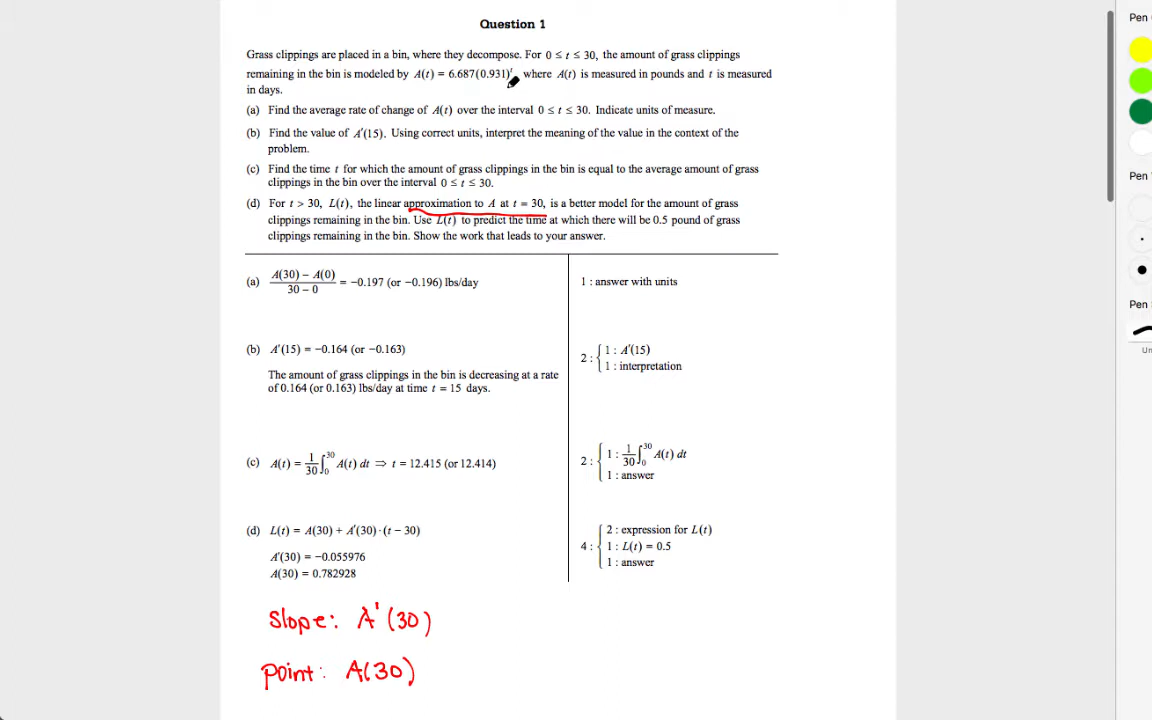 Question 1
Pen
Grass clippings are placed in a bin, where they decompose. For 0 ≤ t ≤ 30, the amount of grass clippings
remaining in the bin is modeled by A(t) = 6.687(0.931)^t, where A(t) is measured in pounds and t is measured
in days.
(a) Find the average rate of change of A(t) over the interval 0 ≤ t ≤ 30. Indicate units of measure.
(b) Find the value of A′(15). Using correct units, interpret the meaning of the value in the context of the
problem.
(c) Find the time t for which the amount of grass clippings in the bin is equal to the average amount of grass
clippings in the bin over the interval 0 ≤ t ≤ 30.
Pen
(d) For t > 30, L(t), the linear approximation to A at t = 30, is a better model for the amount of grass
clippings remaining in the bin. Use L(t) to predict the time at which there will be 0.5 pound of grass
clippings remaining in the bin. Show the work that leads to your answer.
(a) (A(30) − A(0))/(30 − 0) = −0.197 (or −0.196) lbs/day
1 : answer with units
Pen
(b) A′(15) = −0.164 (or −0.163)
The amount of grass clippings in the bin is decreasing at a rate
of 0.164 (or 0.163) lbs/day at time t = 15 days.
2 : { 1 : A′(15)
1 : interpretation
Un
(c) A(t) = 1/30 ∫_0^30 A(t) dt ⇒ t = 12.415 (or 12.414)
2 : { 1 : 1/30 ∫_0^30 A(t) dt
1 : answer
(d) L(t) = A(30) + A′(30)·(t − 30)
A′(30) = −0.055976
A(30) = 0.782928
4 : { 2 : expression for L(t)
1 : L(t) = 0.5
1 : answer
Slope: A'(30)
point: A(30)